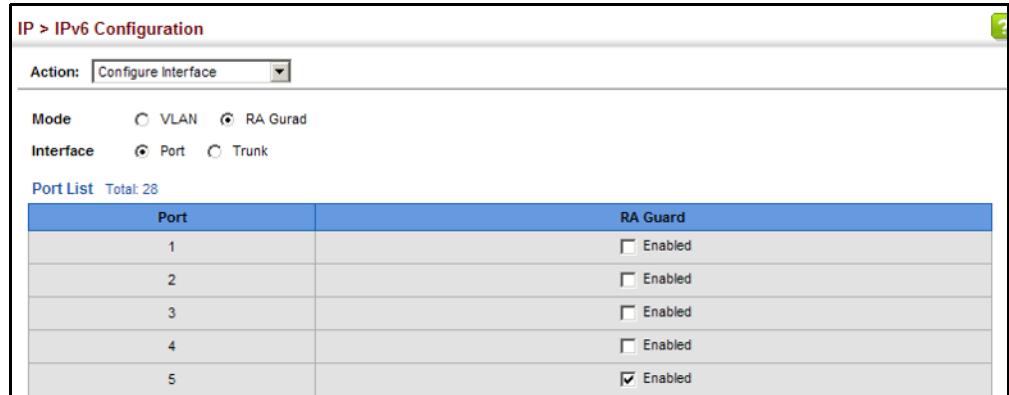 IP > IPv6 Configuration
?
Action: Configure Interface
Mode VLAN RA Gurad
Interface Port Trunk
Port List Total: 28
Port RA Guard
1 Enabled
2 Enabled
3 Enabled
4 Enabled
5 Enabled